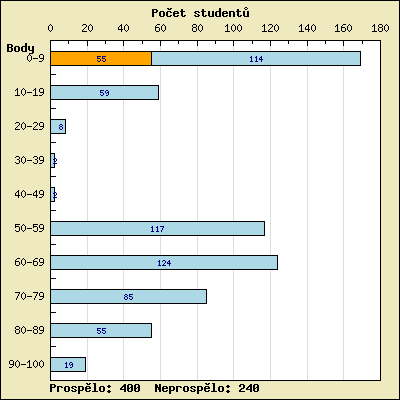 Počet studentů
0 20 40 60 80 100 120 140 160 180
Body
0-9 55 114
10-19 59
20-29 8
30-39 2
40-49 2
50-59 117
60-69 124
70-79 85
80-89 55
90-100 19
Prospělo: 400 Neprospělo: 240